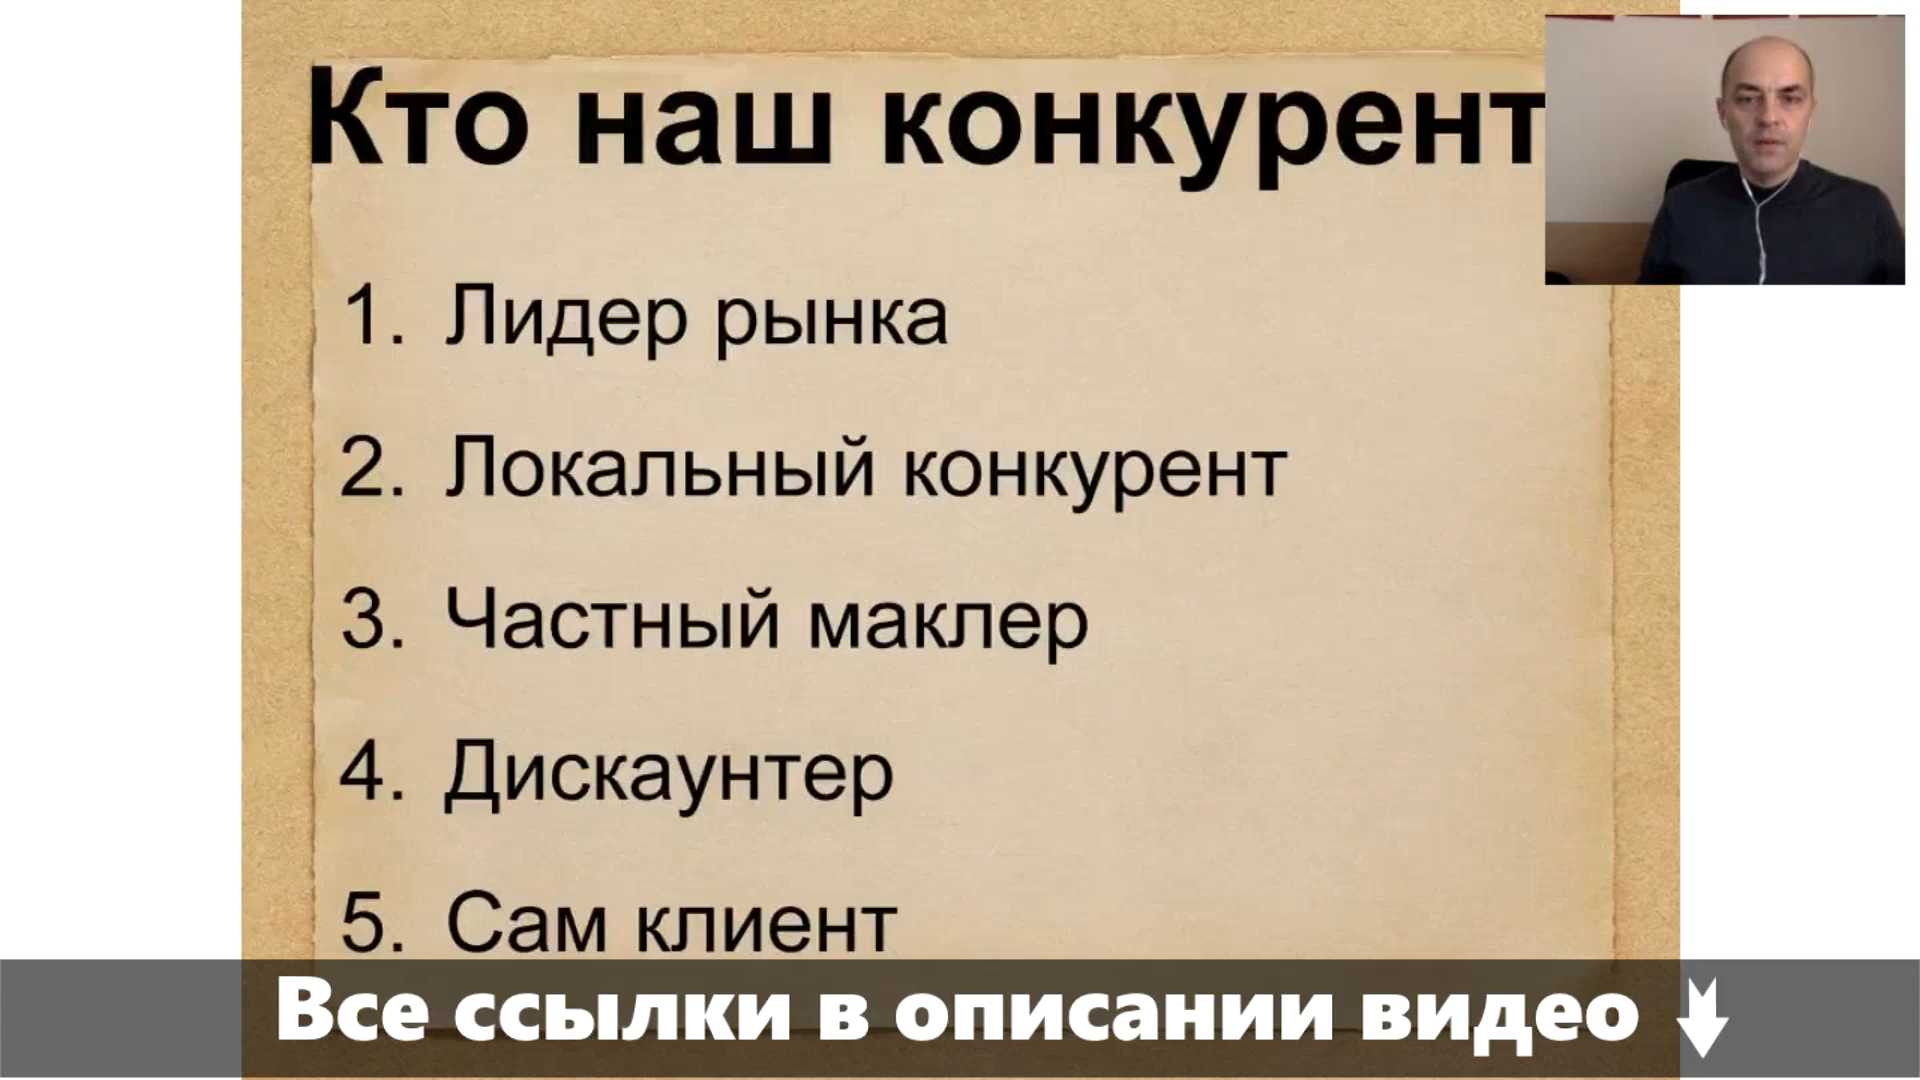 Кто наш конкурент
1. Лидер рынка
2. Локальный конкурент
3. Частный маклер
4. Дискаунтер
5. Сам клиент
Все ссылки в описании видео